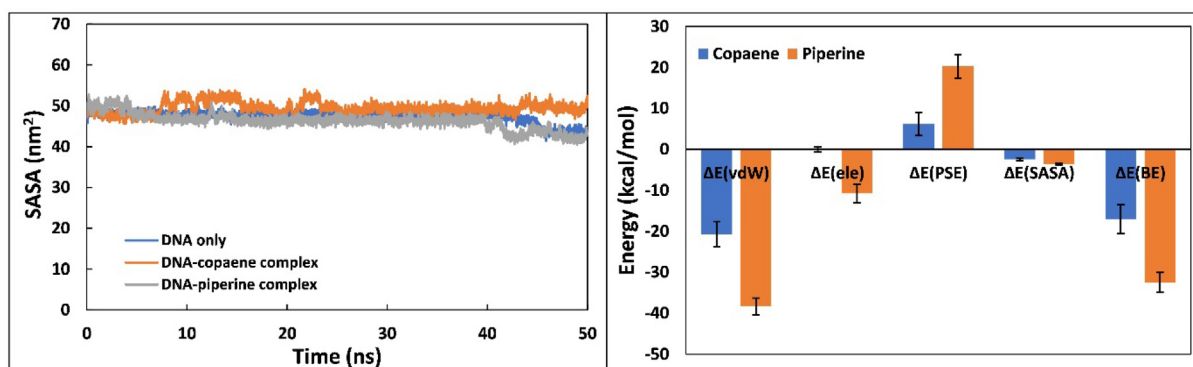 SASA (nm²)
70
60
50
40
30
20
10
0
DNA only
DNA-copaene complex
DNA-piperine complex
0 10 20 30 40 50
Time (ns)
Energy (kcal/mol)
30
20
10
0
-10
-20
-30
-40
-50
Copaene Piperine
ΔE(vdW) ΔE(ele) ΔE(PSE) ΔE(SASA) ΔE(BE)